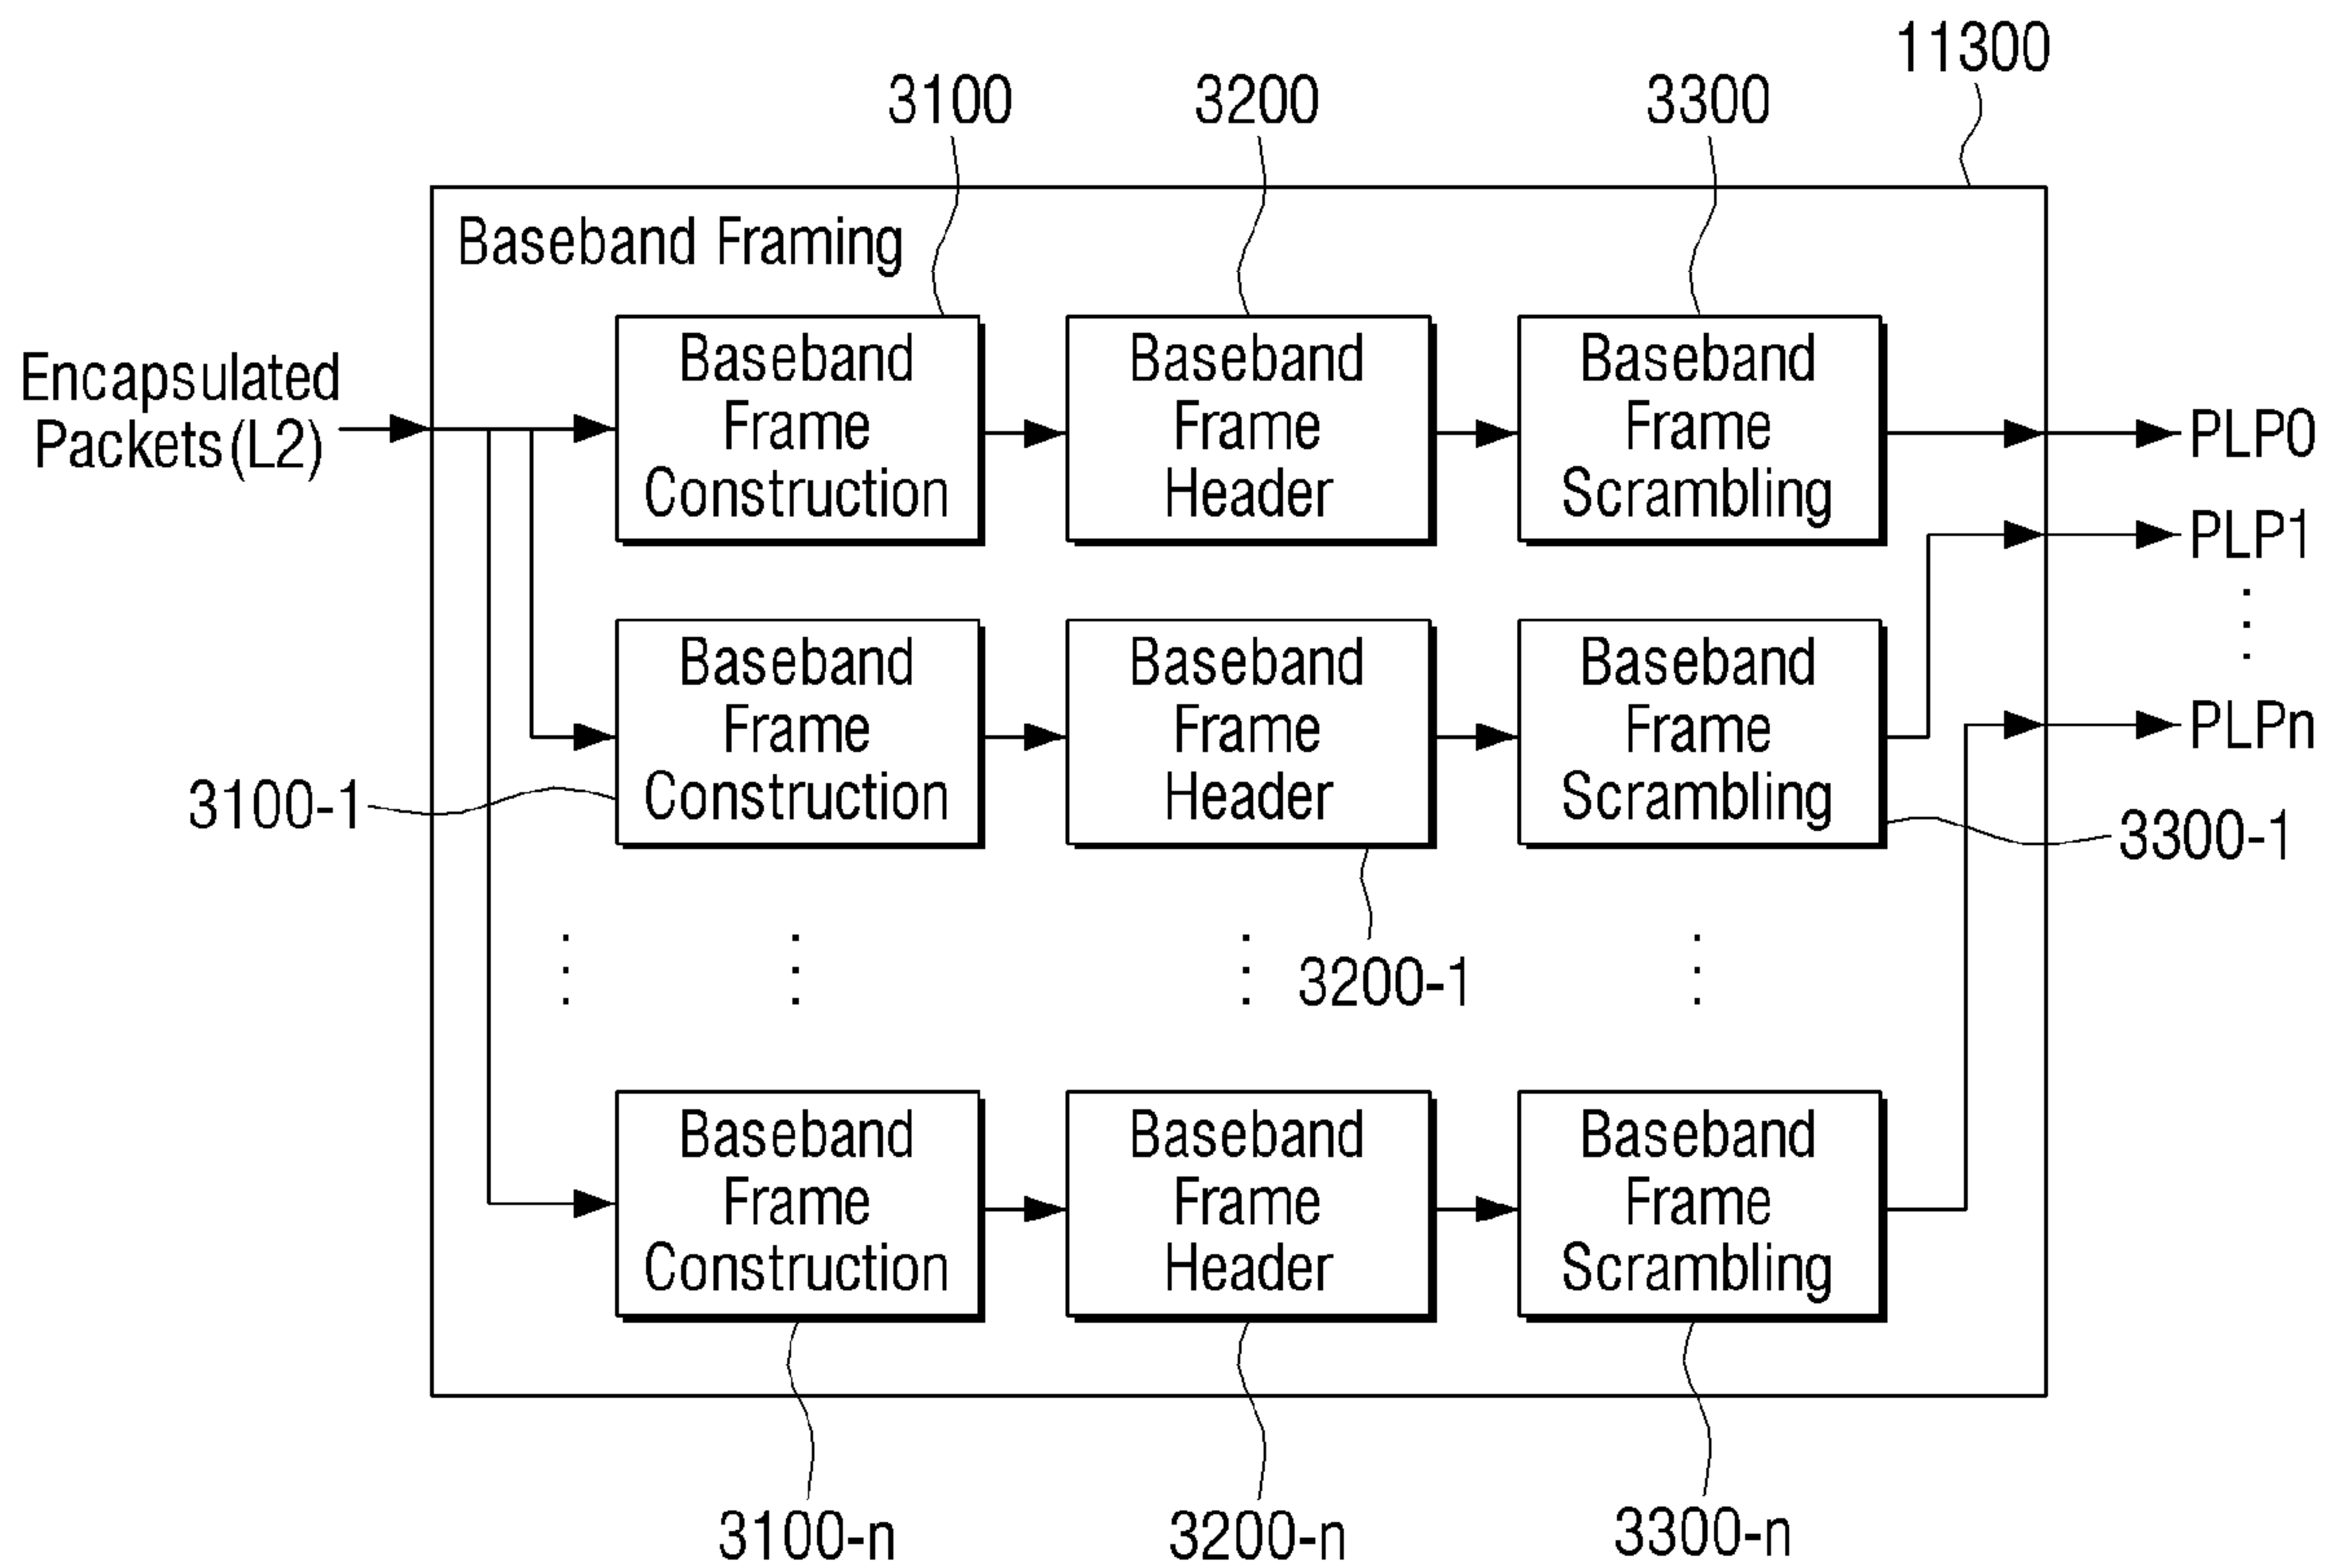 11300
3100
3200
3300
Baseband Framing
Encapsulated
Packets(L2)
Baseband
Frame
Construction
Baseband
Frame
Header
Baseband
Frame
Scrambling
PLP0
PLP1
PLPn
Baseband
Frame
Construction
Baseband
Frame
Header
Baseband
Frame
Scrambling
3100-1
3300-1
3200-1
Baseband
Frame
Construction
Baseband
Frame
Header
Baseband
Frame
Scrambling
3100-n
3200-n
3300-n